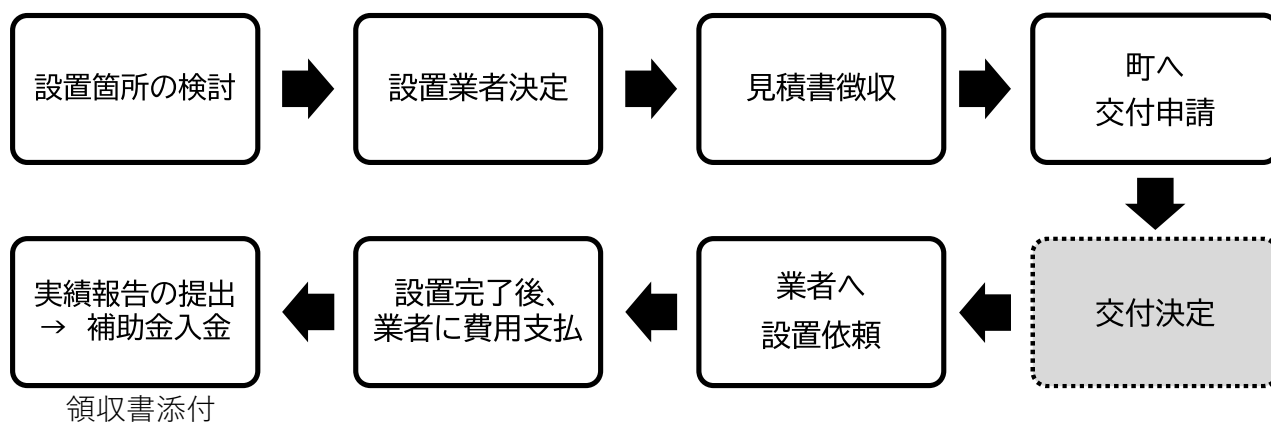 設置箇所の検討
設置業者決定
見積書徴収
町へ
交付申請
交付決定
業者へ
設置依頼
設置完了後、
業者に費用支払
実績報告の提出
→ 補助金入金
領収書添付